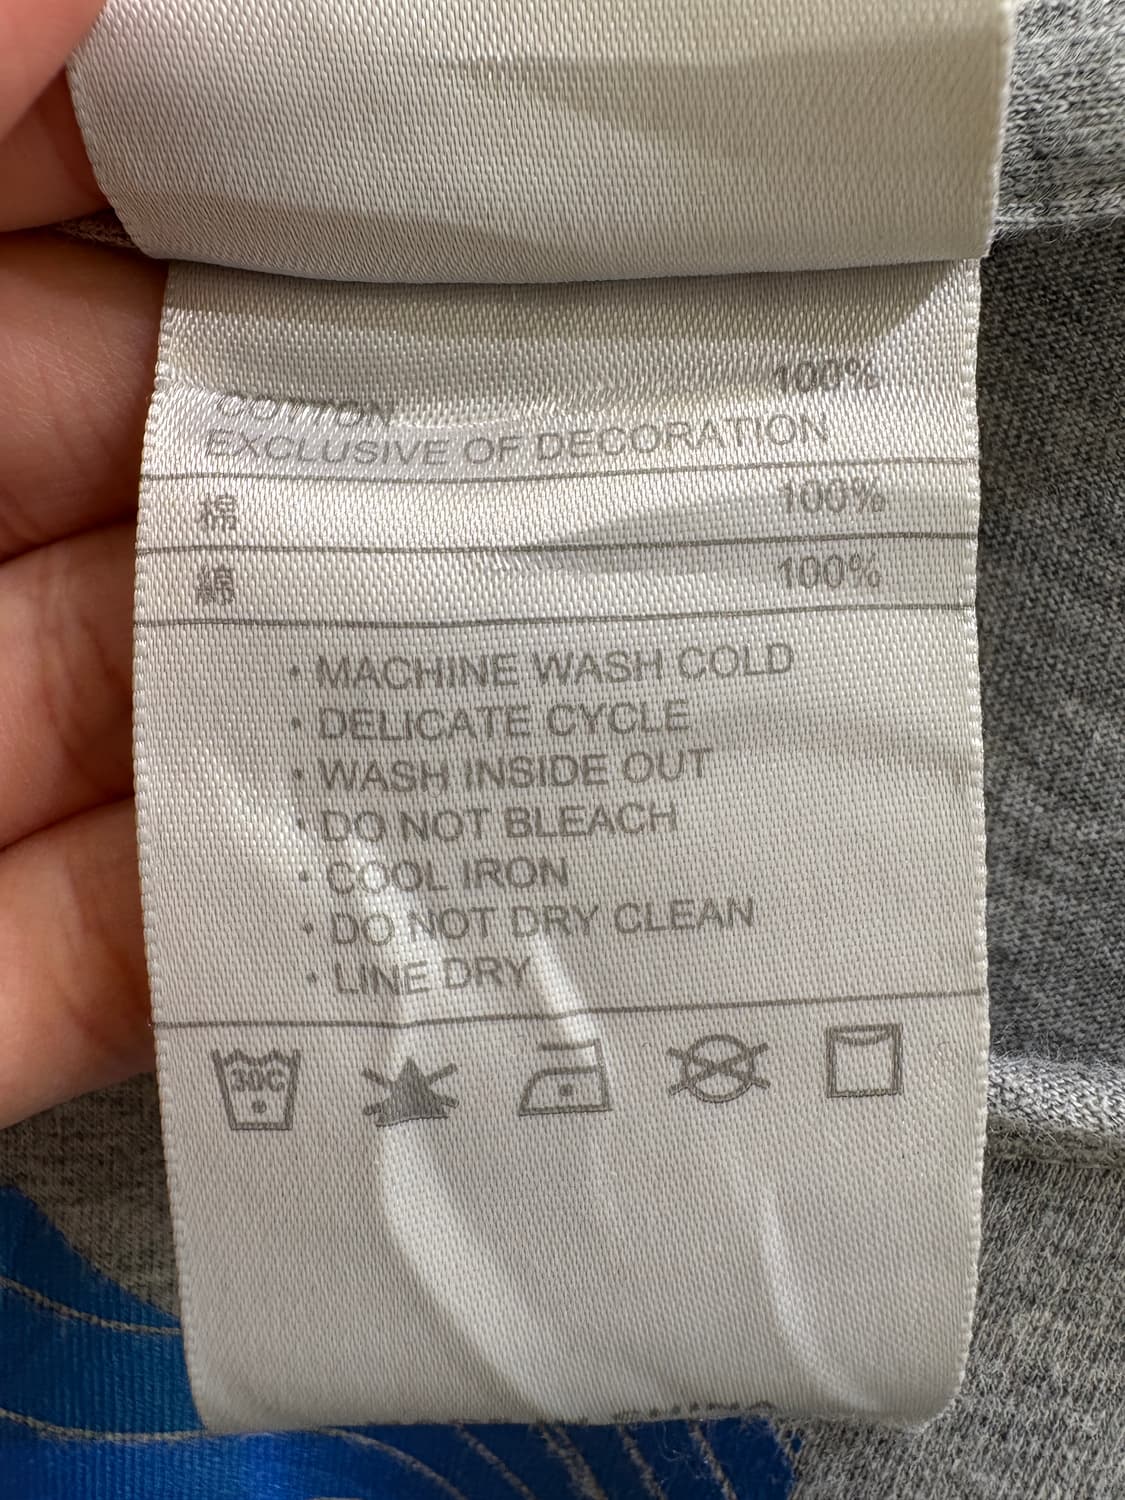 100%
COTTON
EXCLUSIVE OF DECORATION
棉 100%
綿 100%
• MACHINE WASH COLD
• DELICATE CYCLE
• WASH INSIDE OUT
• DO NOT BLEACH
• COOL IRON
• DO NOT DRY CLEAN
• LINE DRY
30C